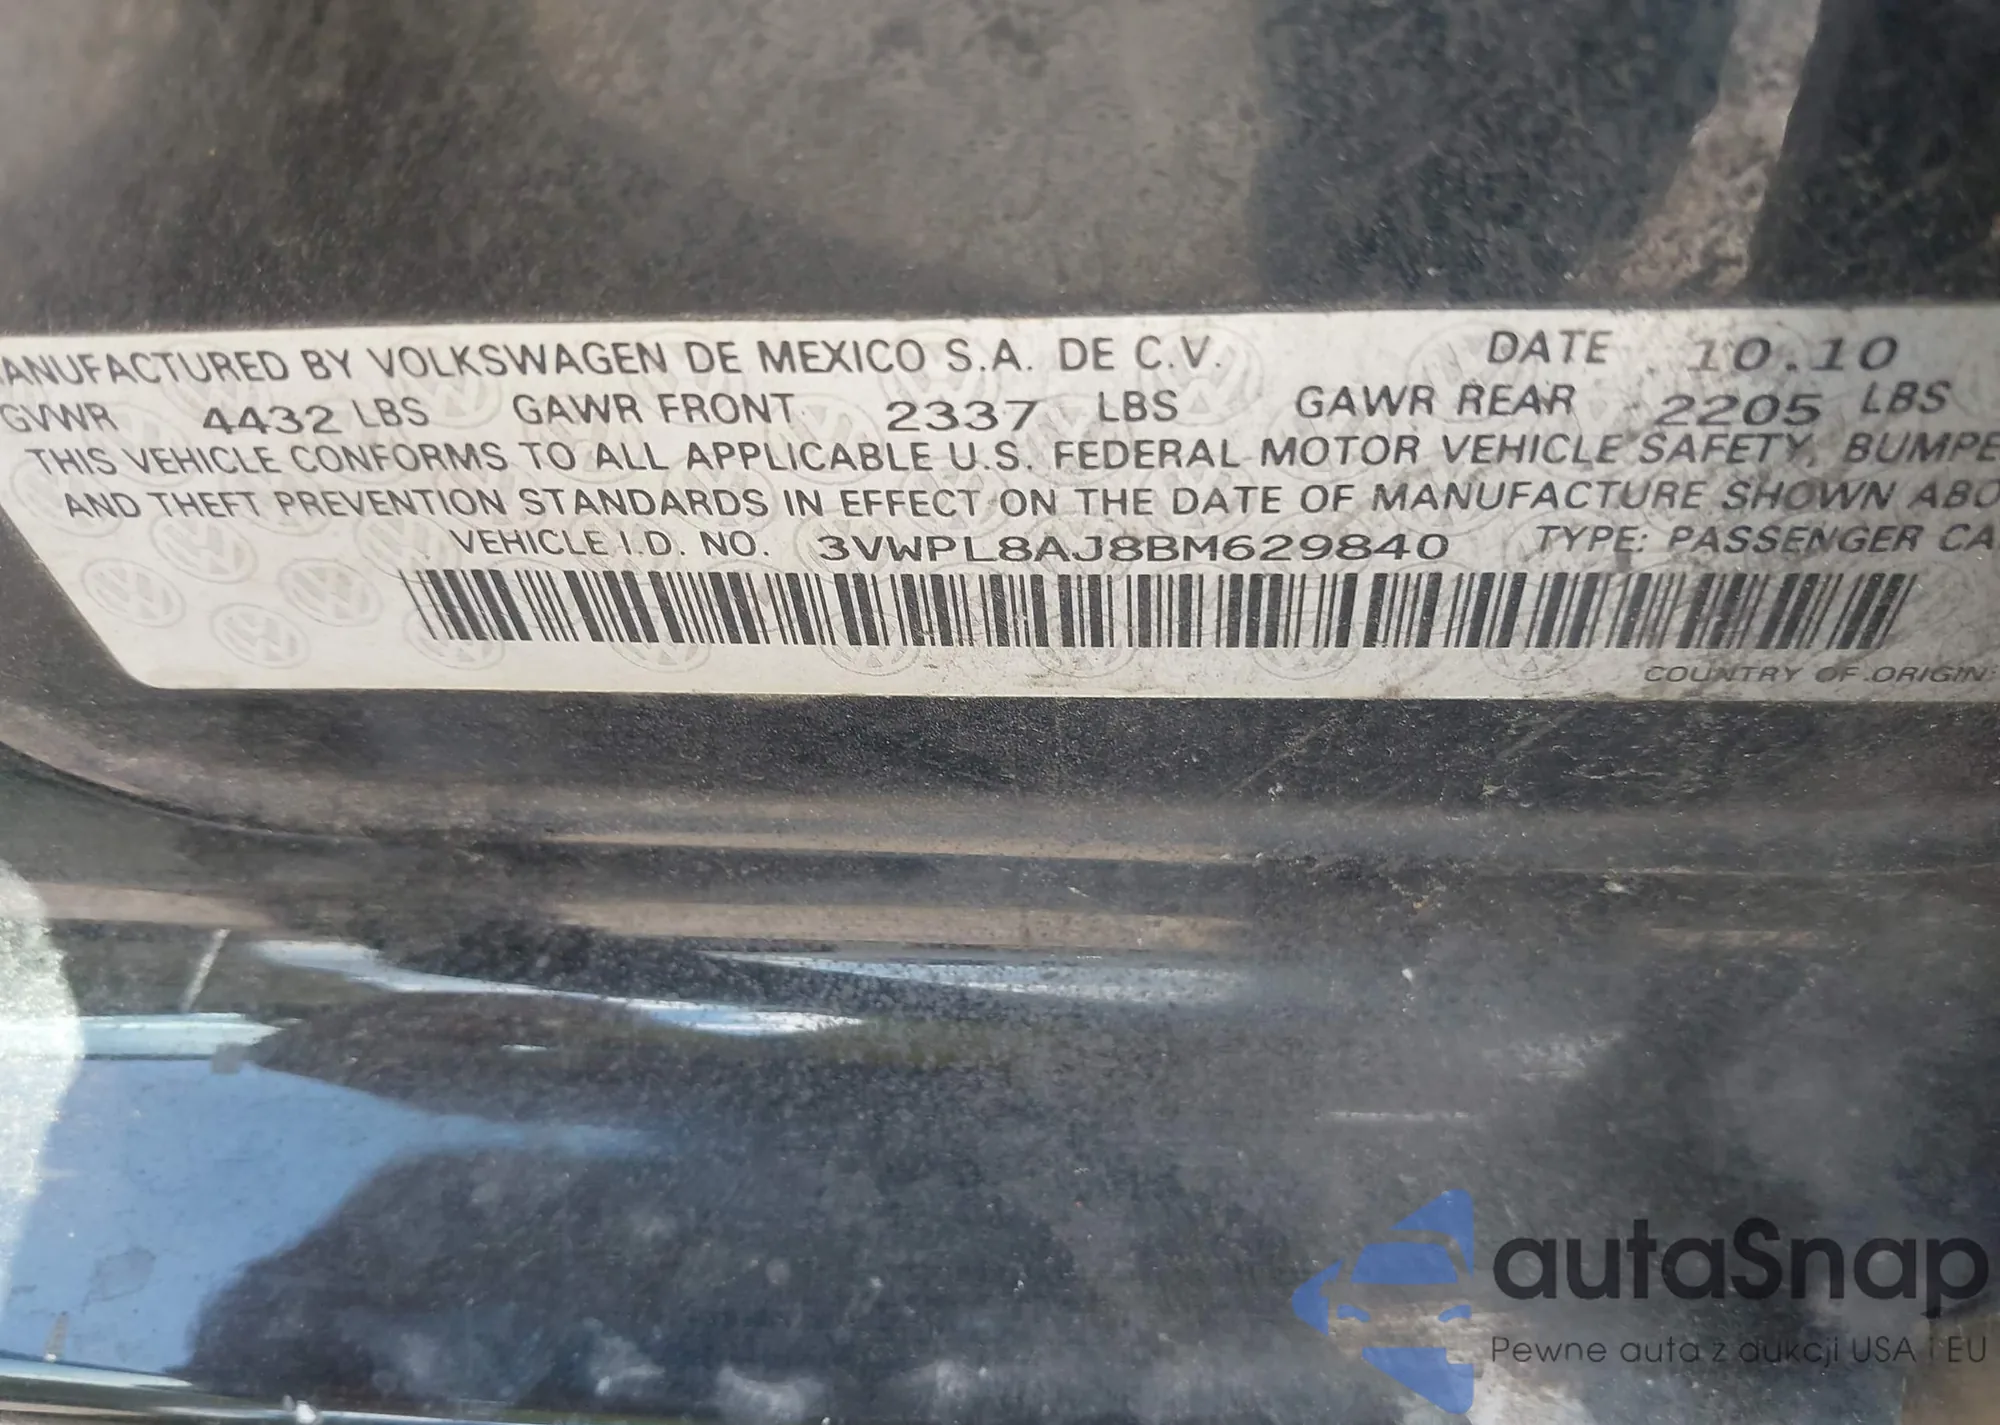 ANUFACTURED BY VOLKSWAGEN DE MEXICO S.A. DE C.V. DATE 10.10
GVWR 4432 LBS GAWR FRONT 2337 LBS GAWR REAR 2205 LBS
THIS VEHICLE CONFORMS TO ALL APPLICABLE U.S. FEDERAL MOTOR VEHICLE SAFETY, BUMPE
AND THEFT PREVENTION STANDARDS IN EFFECT ON THE DATE OF MANUFACTURE SHOWN ABO
VEHICLE I.D. NO. 3VWPL8AJ8BM629840 TYPE: PASSENGER CA
COUNTRY OF ORIGIN:
autaSnap
Pewne auta z aukcji USA i EU